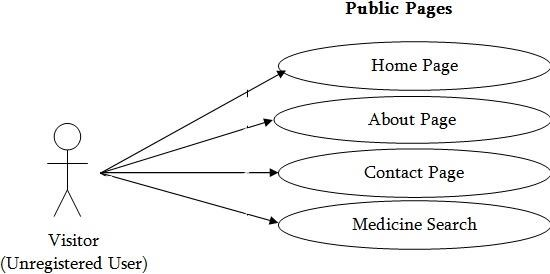 Public Pages
Home Page
About Page
Contact Page
Medicine Search
Visitor
(Unregistered User)